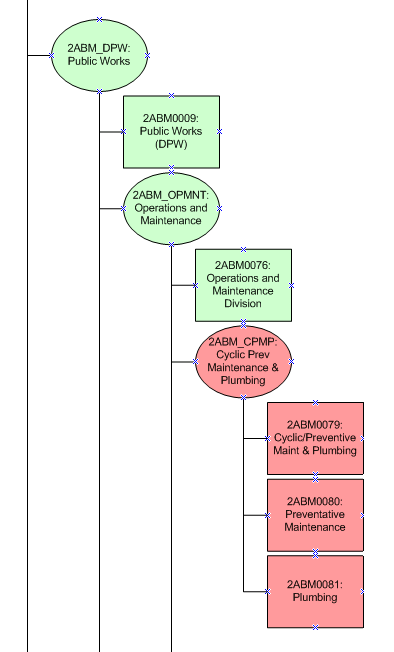 2ABM_DPW:
Public Works
2ABM0009:
Public Works
(DPW)
2ABM_OPMNT:
Operations and
Maintenance
2ABM0076:
Operations and
Maintenance
Division
2ABM_CPMP:
Cyclic Prev
Maintenance &
Plumbing
2ABM0079:
Cyclic/Preventive
Maint & Plumbing
2ABM0080:
Preventative
Maintenance
2ABM0081:
Plumbing